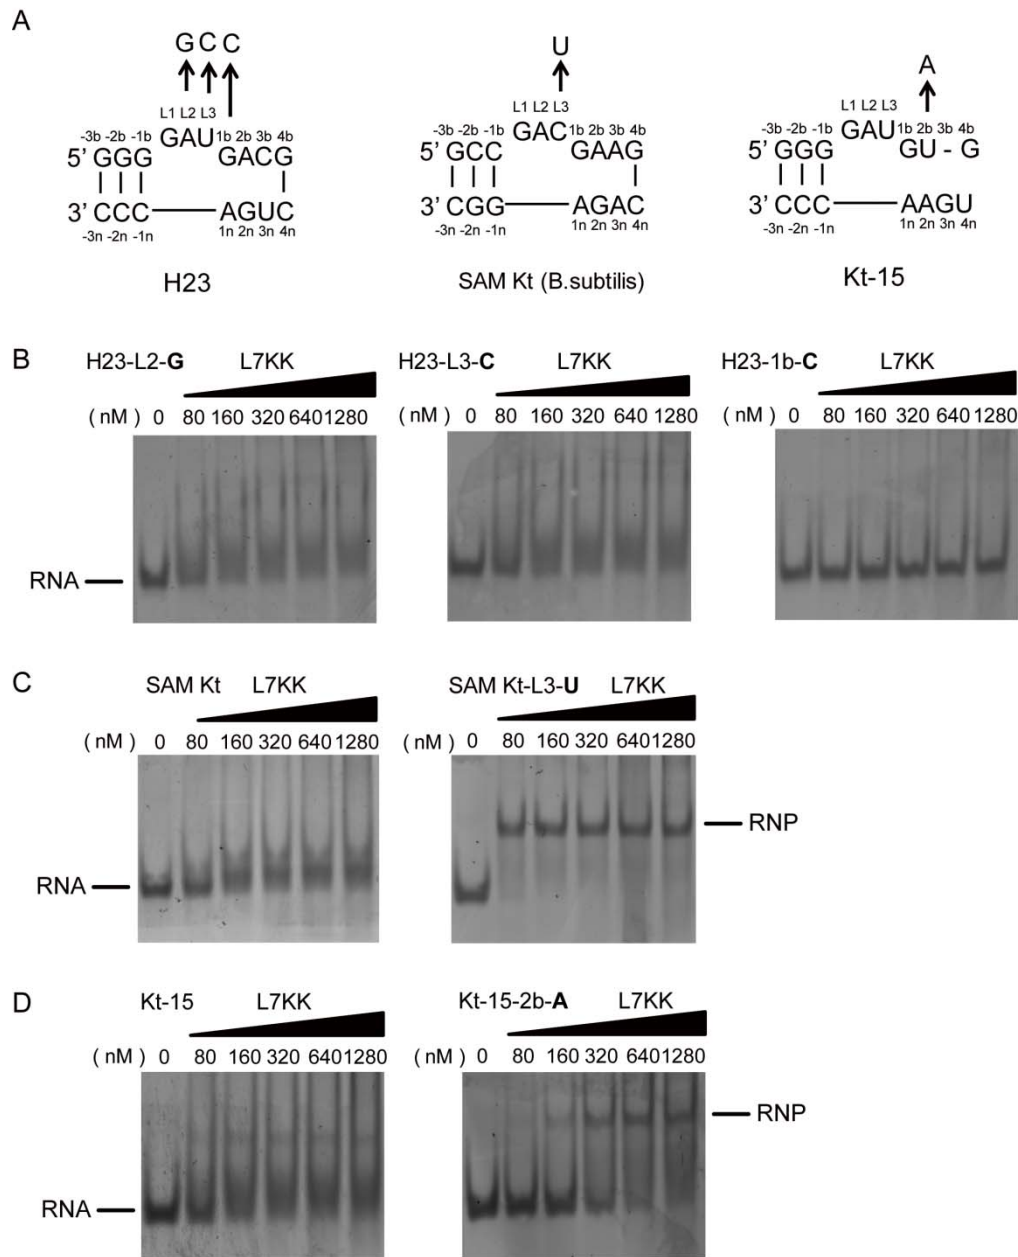 A
G C C
L1 L2 L3
-3b -2b -1b
1b 2b 3b 4b
GAU
5' GGG
GACG
3' CCC
AGUC
-3n -2n -1n
1n 2n 3n 4n
H23
U
L1 L2 L3
-3b -2b -1b
1b 2b 3b 4b
GAC
5' GCC
GAAG
3' CGG
AGAC
-3n -2n -1n
1n 2n 3n 4n
SAM Kt (B.subtilis)
A
L1 L2 L3
-3b -2b -1b
1b 2b 3b 4b
GAU
5' GGG
GU - G
3' CCC
AAGU
-3n -2n -1n
1n 2n 3n 4n
Kt-15
B
H23-L2-G L7KK
( nM ) 0 80 160 320 640 1280
RNA
H23-L3-C L7KK
( nM ) 0 80 160 320 640 1280
H23-1b-C L7KK
( nM ) 0 80 160 320 640 1280
C
SAM Kt L7KK
( nM ) 0 80 160 320 640 1280
RNA
SAM Kt-L3-U L7KK
( nM ) 0 80 160 320 640 1280
RNP
D
Kt-15 L7KK
( nM ) 0 80 160 320 640 1280
RNA
Kt-15-2b-A L7KK
( nM ) 0 80 160 320 640 1280
RNP